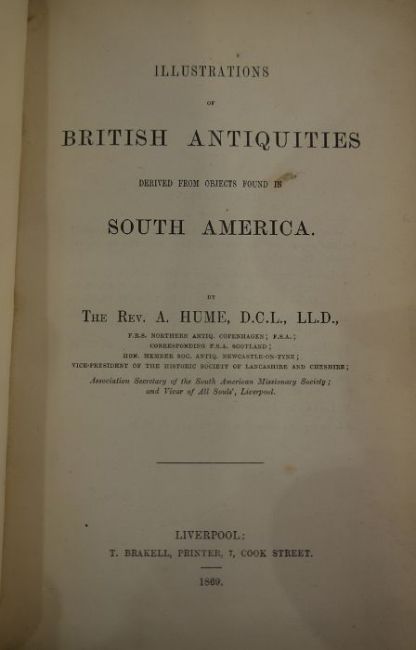 ILLUSTRATIONS
OF
BRITISH ANTIQUITIES
DERIVED FROM OBJECTS FOUND IN
SOUTH AMERICA.
BY
THE REV. A. HUME, D.C.L., LL.D.,
F.R.S. NORTHERN ANTIQ. COPENHAGEN; F.S.A.;
CORRESPONDING F.S.A. SCOTLAND;
HON. MEMBER SOC. ANTIQ. NEWCASTLE-ON-TYNE;
VICE-PRESIDENT OF THE HISTORIC SOCIETY OF LANCASHIRE AND CHESHIRE;
Association Secretary of the South American Missionary Society;
and Vicar of All Souls', Liverpool.
LIVERPOOL:
T. BRAKELL, PRINTER, 7, COOK STREET.
1869.